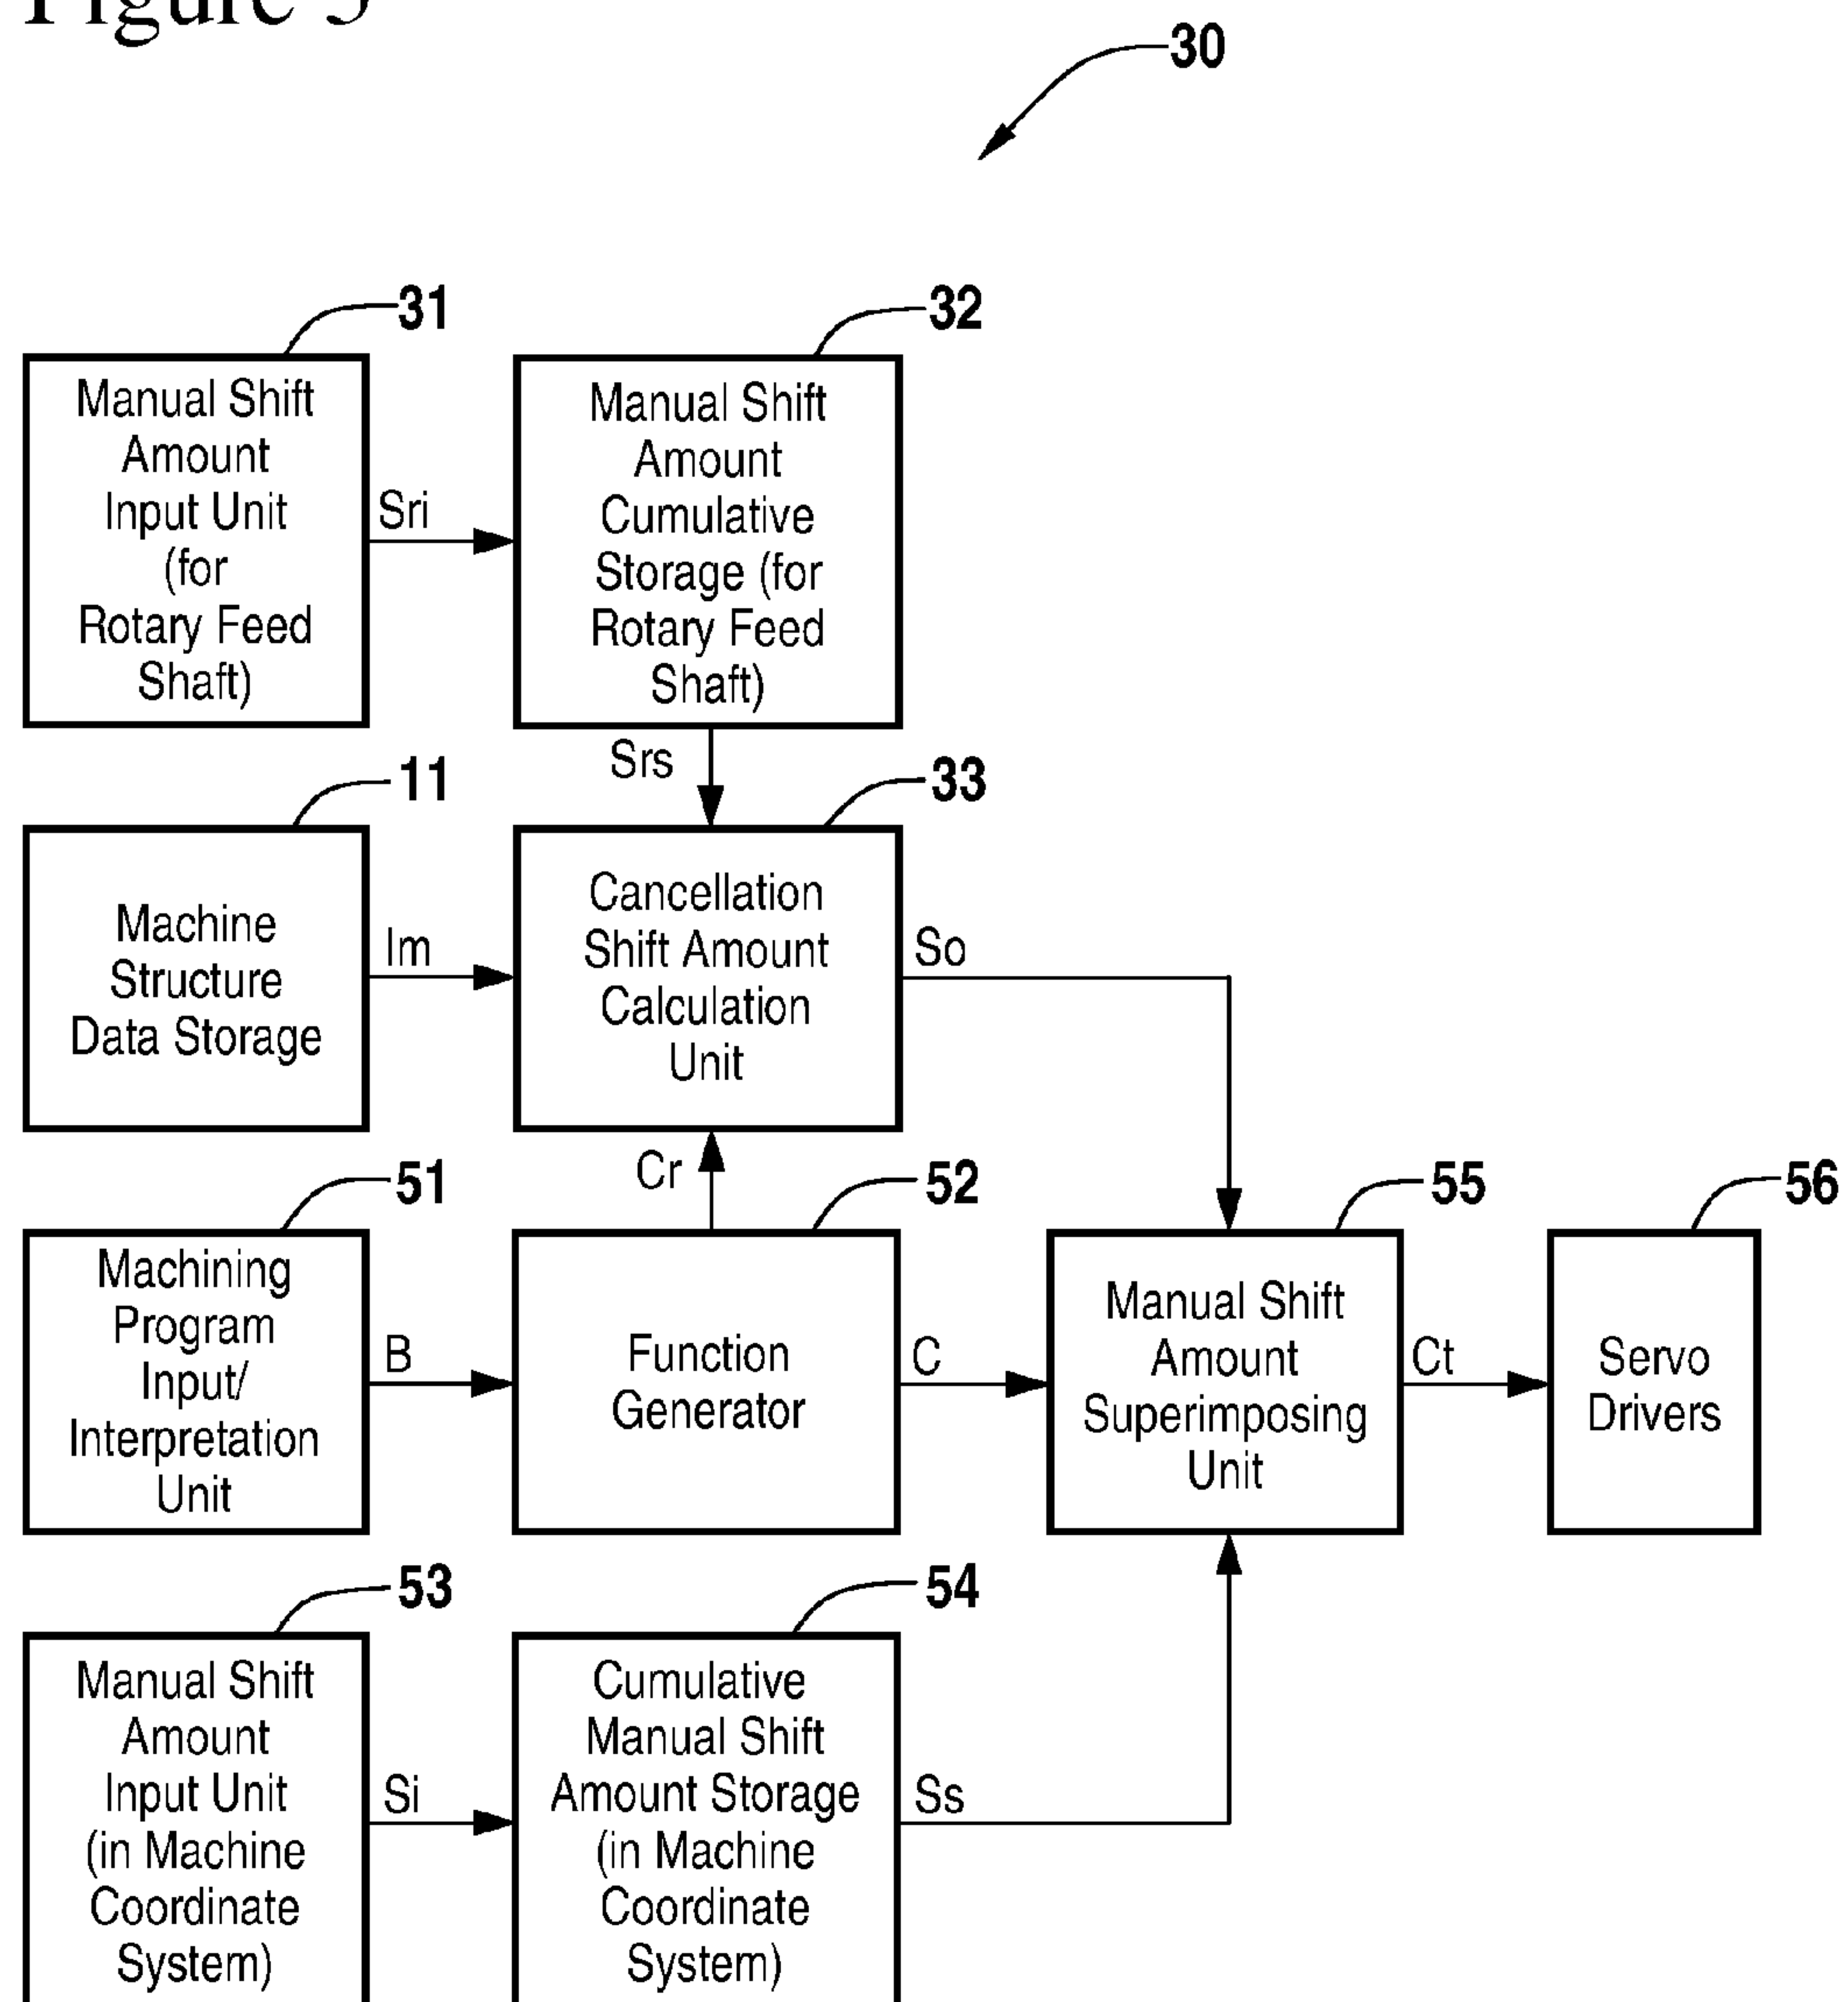 Figure
30
31
32
Manual Shift
Amount
Input Unit
(for
Rotary Feed
Shaft)
Sri
Manual Shift
Amount
Cumulative
Storage (for
Rotary Feed
Shaft)
Srs
11
33
Machine
Structure
Data Storage
Im
Cancellation
Shift Amount
Calculation
Unit
So
Cr
51
52
55
56
Machining
Program
Input/
Interpretation
Unit
B
Function
Generator
C
Manual Shift
Amount
Superimposing
Unit
Ct
Servo
Drivers
53
54
Manual Shift
Amount
Input Unit
(in Machine
Coordinate
System)
Si
Cumulative
Manual Shift
Amount Storage
(in Machine
Coordinate
System)
Ss